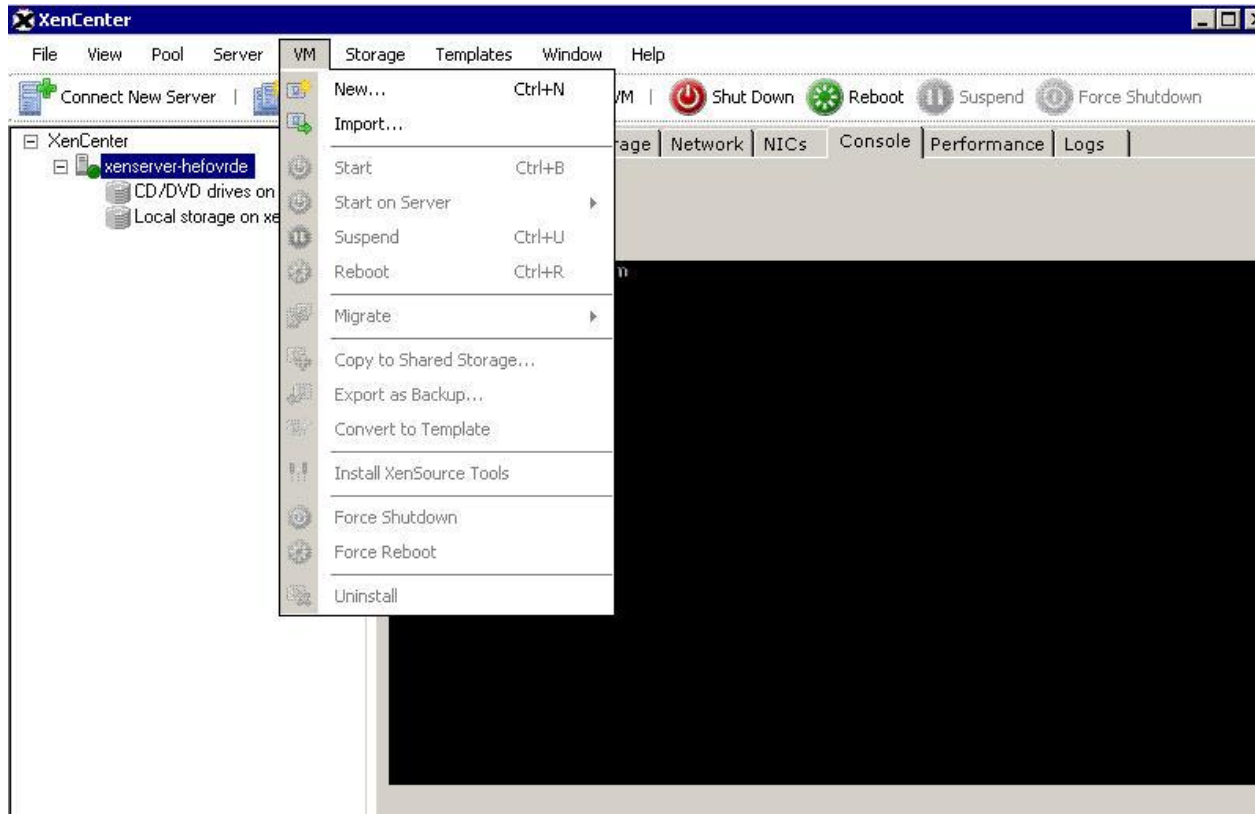 XenCenter
File View Pool Server VM Storage Templates Window Help
Connect New Server | VM | Shut Down Reboot Suspend Force Shutdown
XenCenter
xenserver-hefovrde
CD/DVD drives on
Local storage on xe
New... Ctrl+N
Import...
Start Ctrl+B
Start on Server
Suspend Ctrl+U
Reboot Ctrl+R
Migrate
Copy to Shared Storage...
Export as Backup...
Convert to Template
Install XenSource Tools
Force Shutdown
Force Reboot
Uninstall
rage Network NICs Console Performance Logs
n